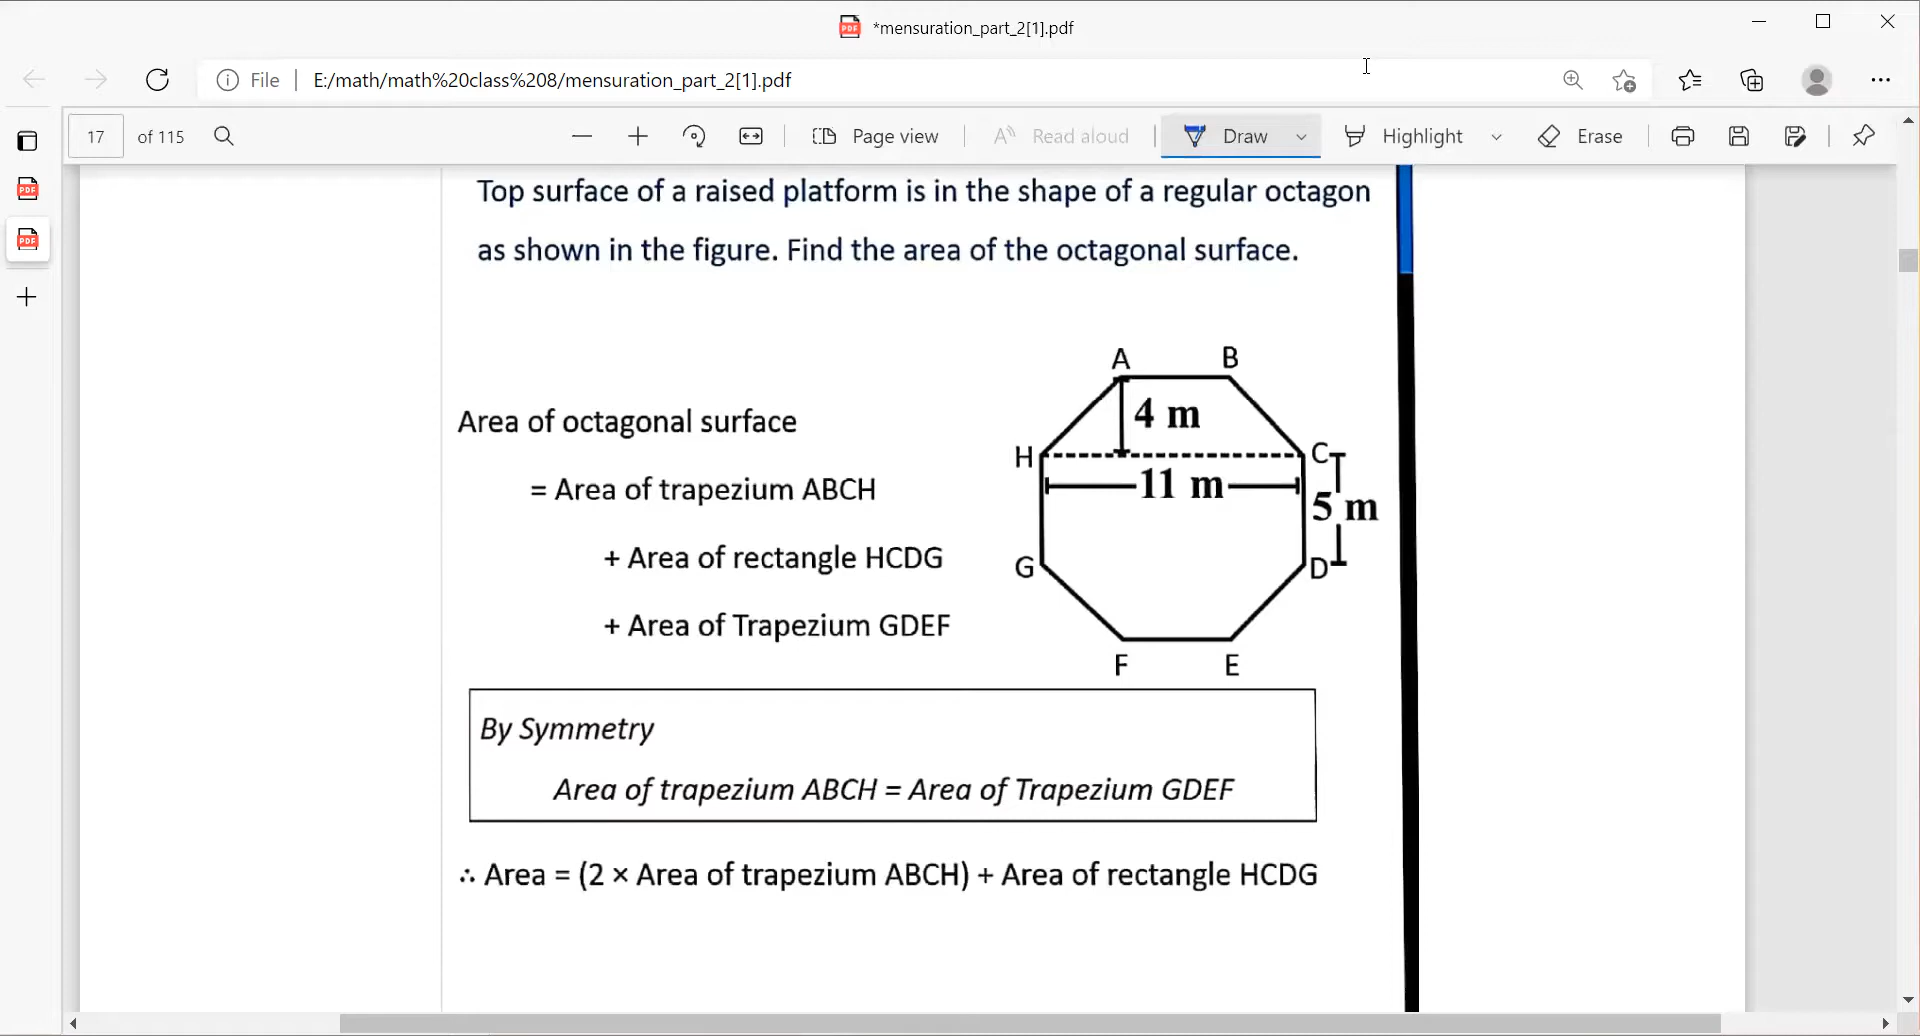 *mensuration_part_2[1].pdf
File E:/math/math%20class%208/mensuration_part_2[1].pdf
17 of 115 Page view Read aloud Draw Highlight Erase
Top surface of a raised platform is in the shape of a regular octagon
as shown in the figure. Find the area of the octagonal surface.
A B
4 m
Area of octagonal surface
H C
11 m
= Area of trapezium ABCH
5 m
+ Area of rectangle HCDG
G D
+ Area of Trapezium GDEF
F E
By Symmetry
Area of trapezium ABCH = Area of Trapezium GDEF
∴ Area = (2 × Area of trapezium ABCH) + Area of rectangle HCDG